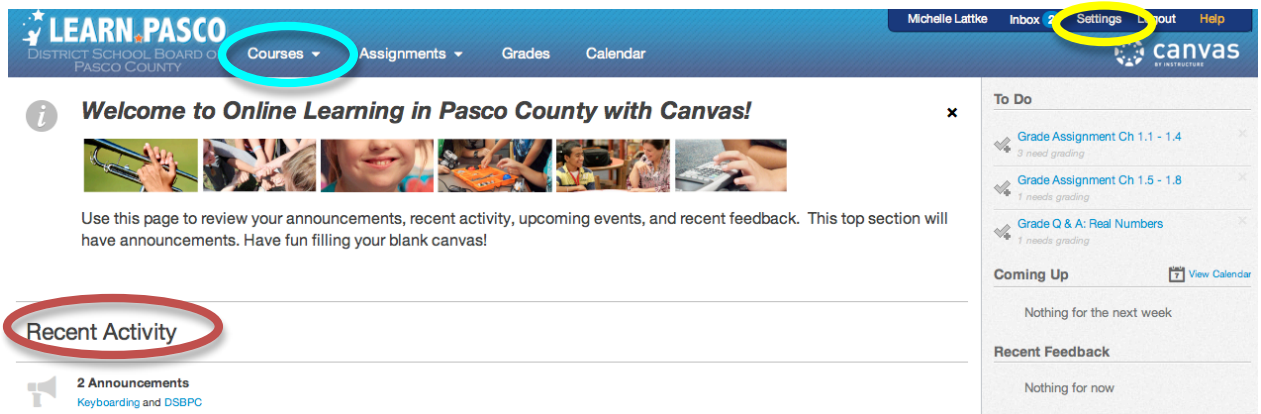 LEARN.PASCO
DISTRICT SCHOOL BOARD O
PASCO COUNTY
Courses Assignments Grades Calendar
Michelle Lattke Inbox 2 Settings Logout Help
canvas
BY INSTRUCTURE
Welcome to Online Learning in Pasco County with Canvas!
Use this page to review your announcements, recent activity, upcoming events, and recent feedback. This top section will
have announcements. Have fun filling your blank canvas!
Recent Activity
2 Announcements
Keyboarding and DSBPC
To Do
Grade Assignment Ch 1.1 - 1.4
3 need grading
Grade Assignment Ch 1.5 - 1.8
1 needs grading
Grade Q & A: Real Numbers
1 needs grading
Coming Up 7 View Calendar
Nothing for the next week
Recent Feedback
Nothing for now